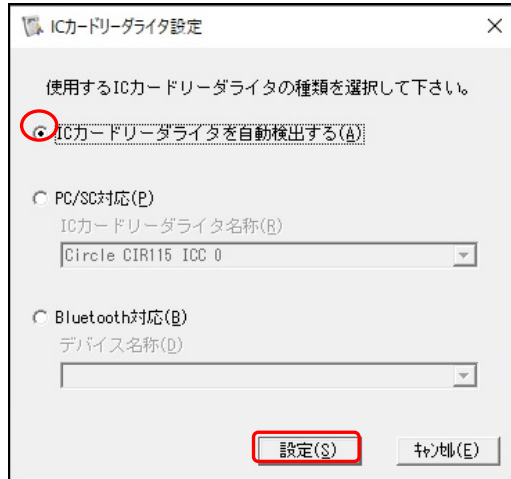 ICカードリーダライタ設定
使用するICカードリーダライタの種類を選択して下さい。
ICカードリーダライタを自動検出する(A)
PC/SC対応(P)
ICカードリーダライタ名称(R)
Circle CIR115 ICC 0
Bluetooth対応(B)
デバイス名称(D)
設定(S) ｷｬﾝｾﾙ(E)